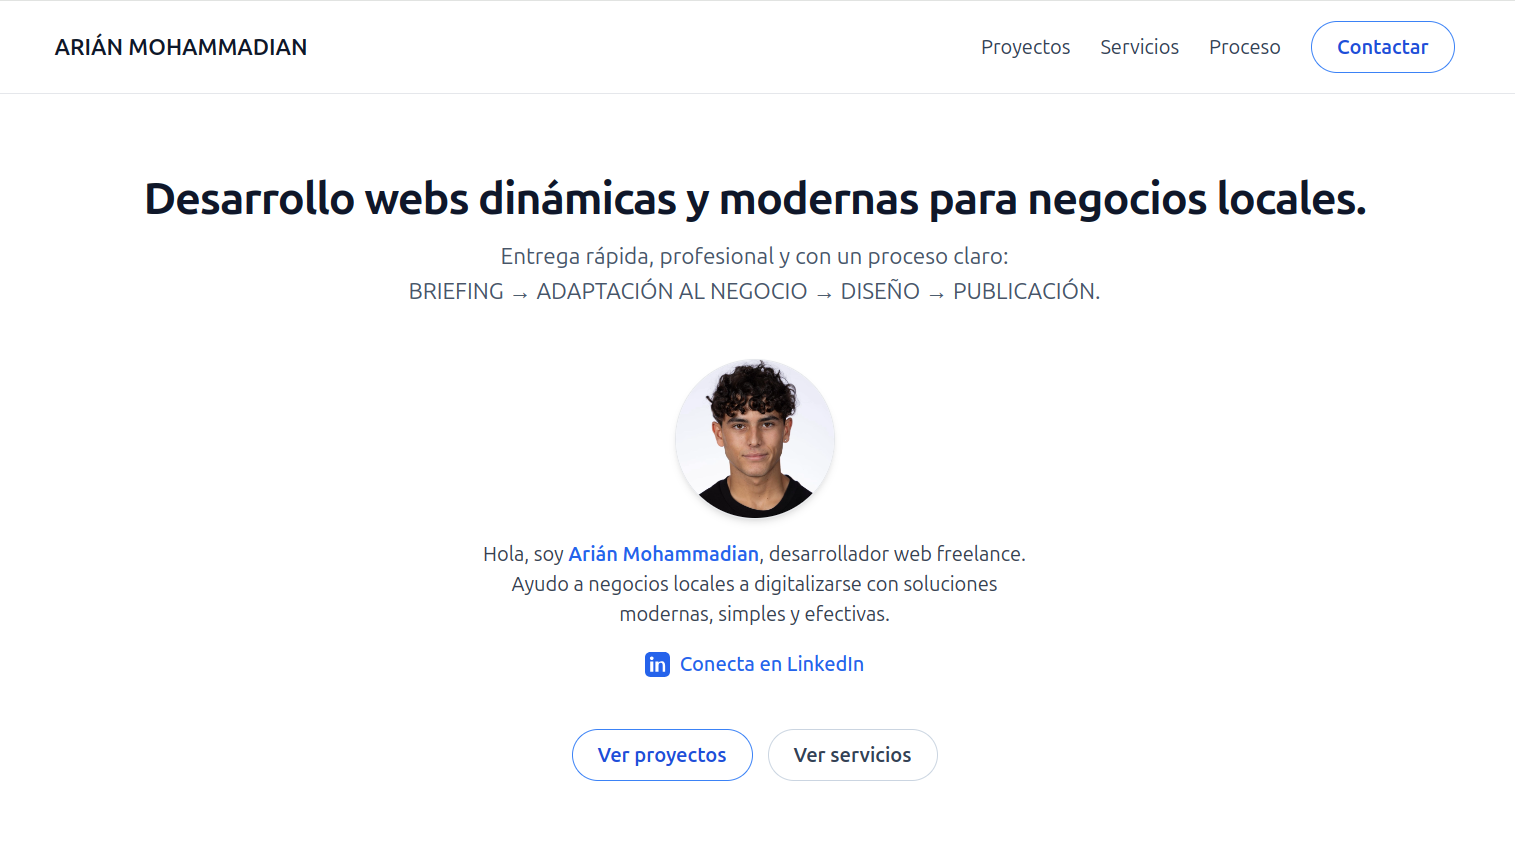 ARIÁN MOHAMMADIAN
Proyectos Servicios Proceso Contactar
Desarrollo webs dinámicas y modernas para negocios locales.
Entrega rápida, profesional y con un proceso claro:
BRIEFING → ADAPTACIÓN AL NEGOCIO → DISEÑO → PUBLICACIÓN.
Hola, soy Arián Mohammadian, desarrollador web freelance.
Ayudo a negocios locales a digitalizarse con soluciones
modernas, simples y efectivas.
in Conecta en LinkedIn
Ver proyectos Ver servicios